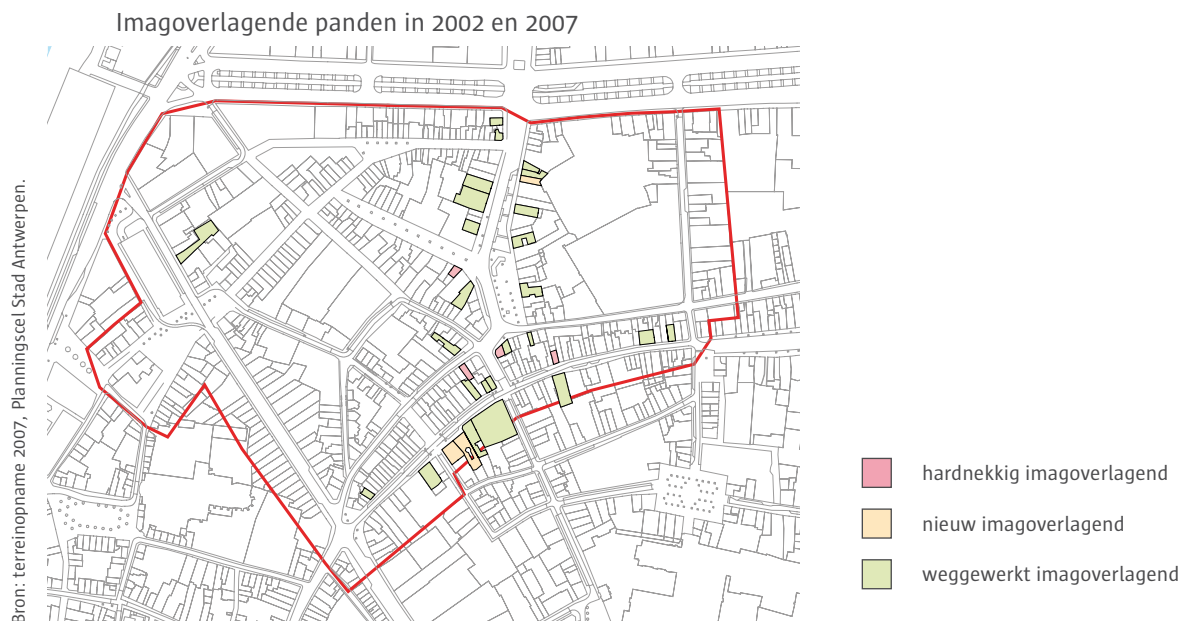 Imagoverlagende panden in 2002 en 2007
Bron: terreinopname 2007, Planningscel Stad Antwerpen.
hardnekkig imagoverlagend
nieuw imagoverlagend
weggewerkt imagoverlagend